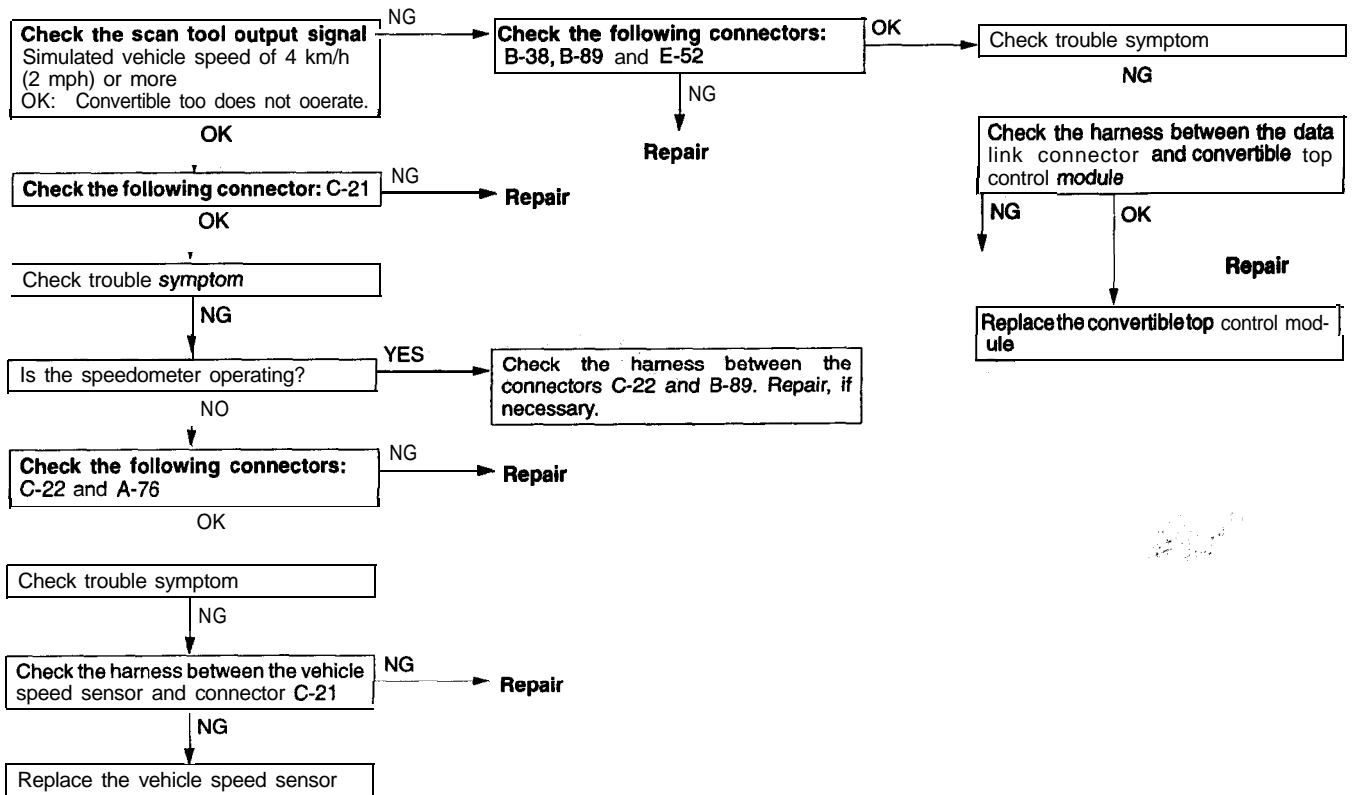 Check the scan tool output signal
Simulated vehicle speed of 4 km/h
(2 mph) or more
OK: Convertible too does not ooerate.
NG
Check the following connectors:
B-38, B-89 and E-52
OK
Check trouble symptom
NG
NG
Repair
Check the harness between the data
link connector and convertible top
control module
NG
OK
Repair
Replace the convertible top control mod-
ule
OK
Check the following connector: C-21
NG
Repair
OK
Check trouble symptom
NG
Is the speedometer operating?
YES
Check the harness between the
connectors C-22 and B-89. Repair, if
necessary.
NO
Check the following connectors:
C-22 and A-76
NG
Repair
OK
Check trouble symptom
NG
Check the harness between the vehicle
speed sensor and connector C-21
NG
Repair
NG
Replace the vehicle speed sensor